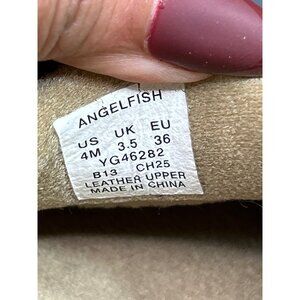 ANGELFISH
US UK EU
4M 3.5 36
YG46282
B13 CH25
LEATHER UPPER
MADE IN CHINA